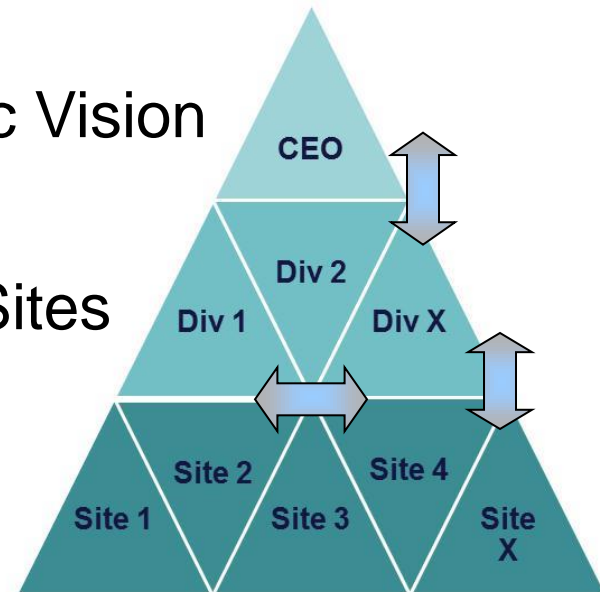 c Vision
CEO
Div 2
Sites
Div 1
Div X
Site 2
Site 4
Site 1
Site 3
Site
X